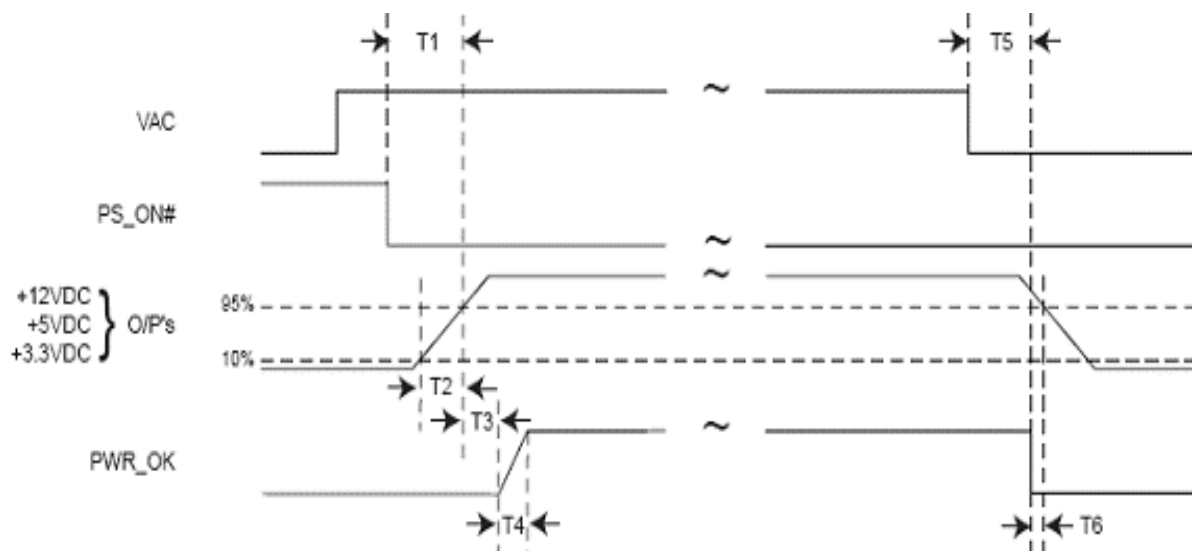 T1
T5
VAC
~
PS_ON#
~
+12VDC
+5VDC
+3.3VDC
} O/P's
95%
10%
~
T2
T3
PWR_OK
~
T4
T6